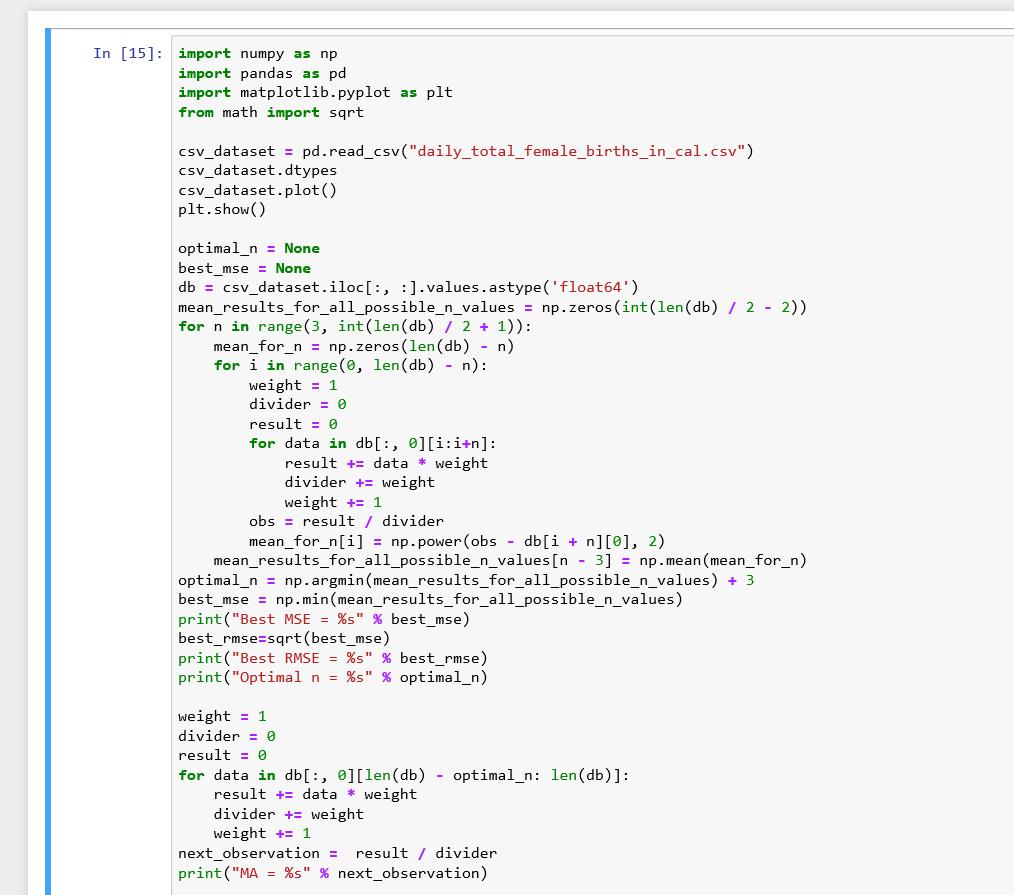 In [15]:
import numpy as np
import pandas as pd
import matplotlib.pyplot as plt
from math import sqrt

csv_dataset = pd.read_csv("daily_total_female_births_in_cal.csv")
csv_dataset.dtypes
csv_dataset.plot()
plt.show()

optimal_n = None
best_mse = None
db = csv_dataset.iloc[:, :].values.astype('float64')
mean_results_for_all_possible_n_values = np.zeros(int(len(db) / 2 - 2))
for n in range(3, int(len(db) / 2 + 1)):
    mean_for_n = np.zeros(len(db) - n)
    for i in range(0, len(db) - n):
        weight = 1
        divider = 0
        result = 0
        for data in db[:, 0][i:i+n]:
            result += data * weight
            divider += weight
            weight += 1
        obs = result / divider
        mean_for_n[i] = np.power(obs - db[i + n][0], 2)
    mean_results_for_all_possible_n_values[n - 3] = np.mean(mean_for_n)
optimal_n = np.argmin(mean_results_for_all_possible_n_values) + 3
best_mse = np.min(mean_results_for_all_possible_n_values)
print("Best MSE = %s" % best_mse)
best_rmse=sqrt(best_mse)
print("Best RMSE = %s" % best_rmse)
print("Optimal n = %s" % optimal_n)

weight = 1
divider = 0
result = 0
for data in db[:, 0][len(db) - optimal_n: len(db)]:
    result += data * weight
    divider += weight
    weight += 1
next_observation =  result / divider
print("MA = %s" % next_observation)